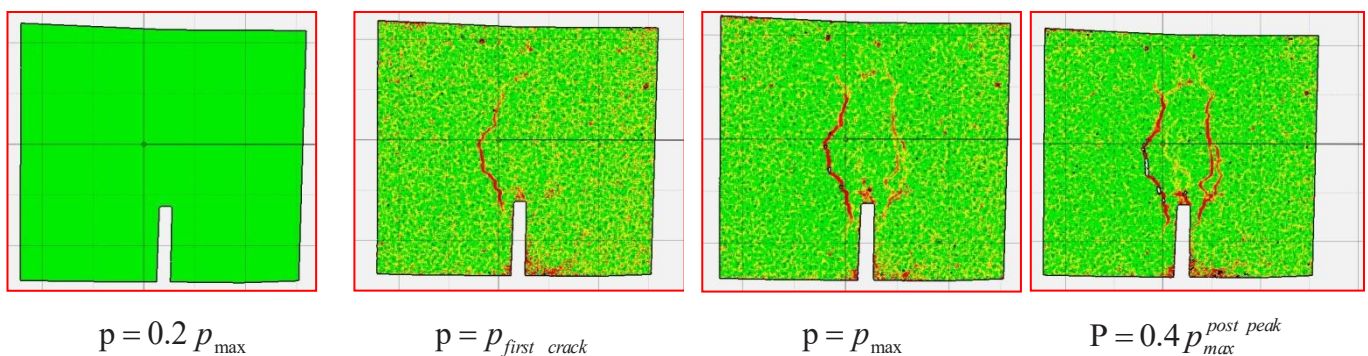 p = 0.2 p_max
p = p_first crack
p = p_max
P = 0.4 p_max^post peak